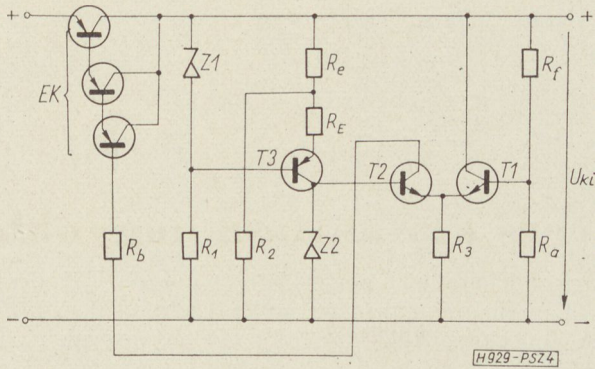 + +
Z1 Re Rf
EK
RE
T3 T2 T1 Uki
Rb R1 R2 Z2 R3 Ra
− −
H929-PSZ4